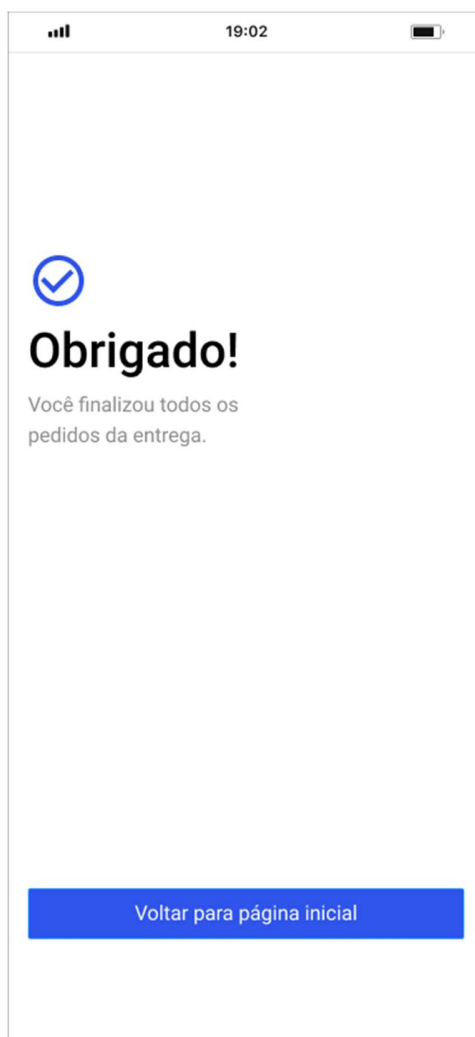 19:02
Obrigado!
Você finalizou todos os
pedidos da entrega.
Voltar para página inicial